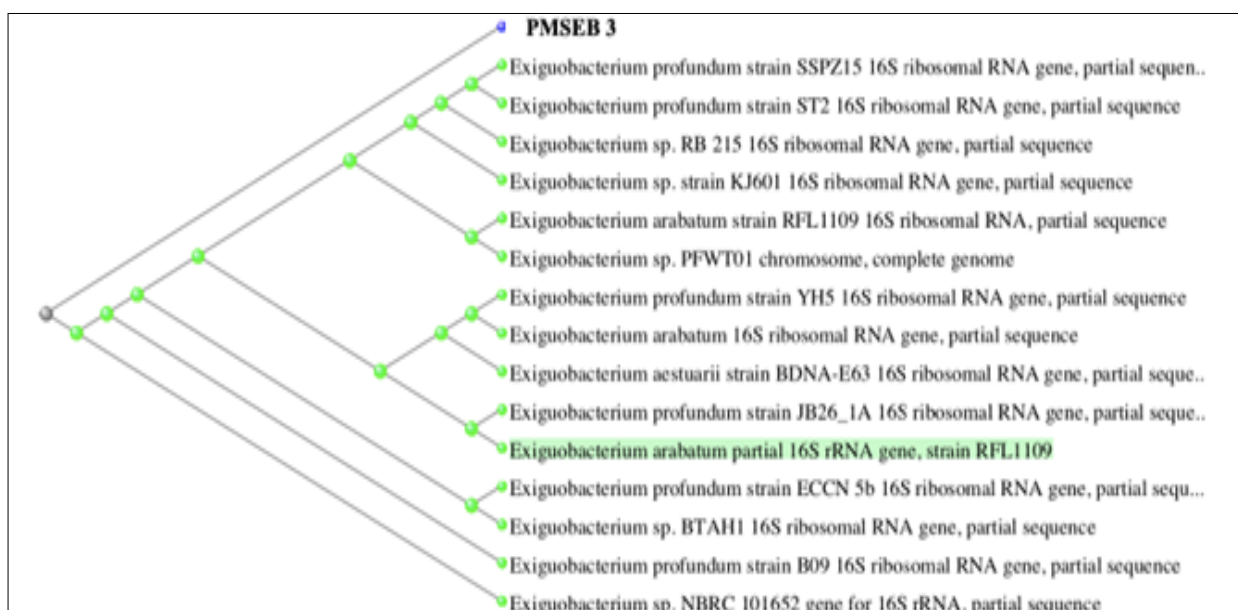 PMSEB 3
Exiguobacterium profundum strain SSPZ15 16S ribosomal RNA gene, partial sequen..
Exiguobacterium profundum strain ST2 16S ribosomal RNA gene, partial sequence
Exiguobacterium sp. RB 215 16S ribosomal RNA gene, partial sequence
Exiguobacterium sp. strain KJ601 16S ribosomal RNA gene, partial sequence
Exiguobacterium arabatum strain RFL1109 16S ribosomal RNA, partial sequence
Exiguobacterium sp. PFWT01 chromosome, complete genome
Exiguobacterium profundum strain YH5 16S ribosomal RNA gene, partial sequence
Exiguobacterium arabatum 16S ribosomal RNA gene, partial sequence
Exiguobacterium aestuarii strain BDNA-E63 16S ribosomal RNA gene, partial seque..
Exiguobacterium profundum strain JB26_1A 16S ribosomal RNA gene, partial seque..
Exiguobacterium arabatum partial 16S rRNA gene, strain RFL1109
Exiguobacterium profundum strain ECCN 5b 16S ribosomal RNA gene, partial sequ...
Exiguobacterium sp. BTAH1 16S ribosomal RNA gene, partial sequence
Exiguobacterium profundum strain B09 16S ribosomal RNA gene, partial sequence
Exiguobacterium sp. NBRC 101652 gene for 16S rRNA, partial sequence